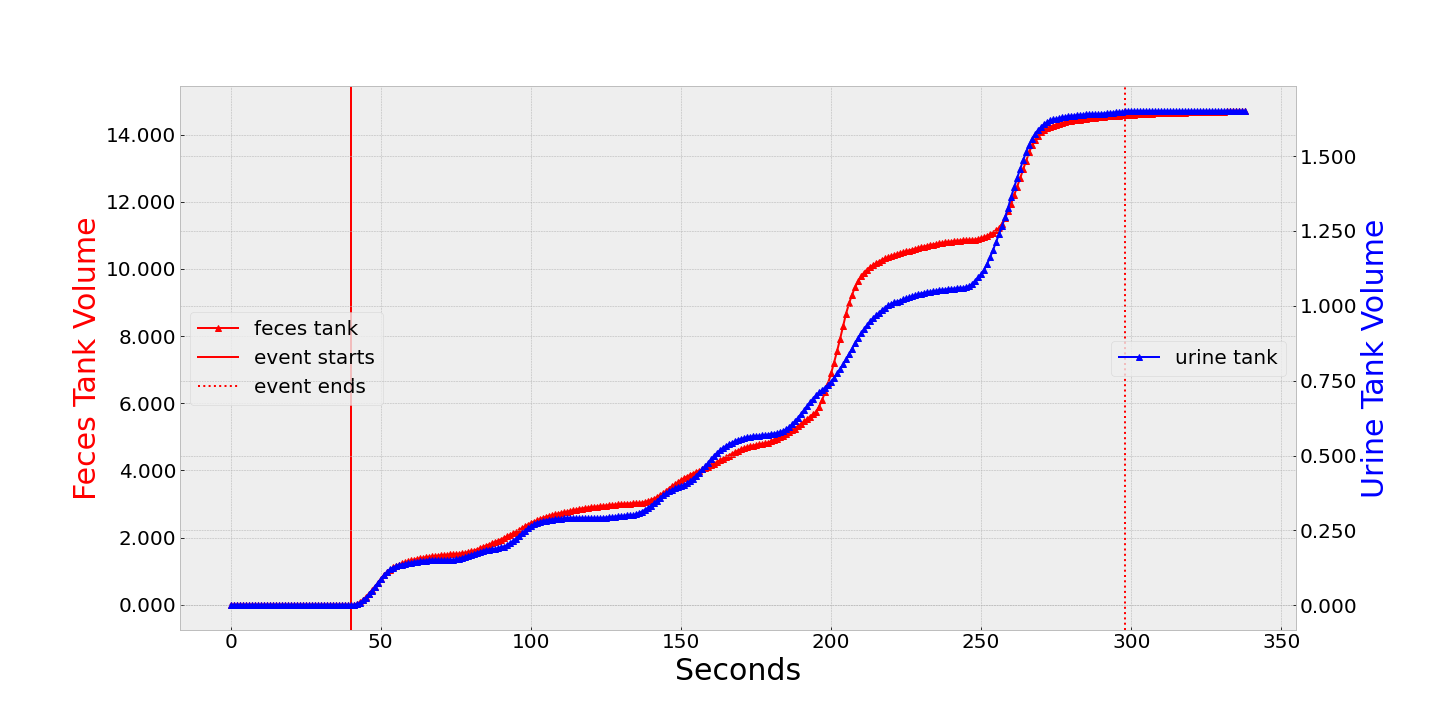 Feces Tank Volume
14.000
12.000
10.000
8.000
6.000
4.000
2.000
0.000
feces tank
event starts
event ends
urine tank
1.500
1.250
1.000
0.750
0.500
0.250
0.000
Urine Tank Volume
0 50 100 150 200 250 300 350
Seconds